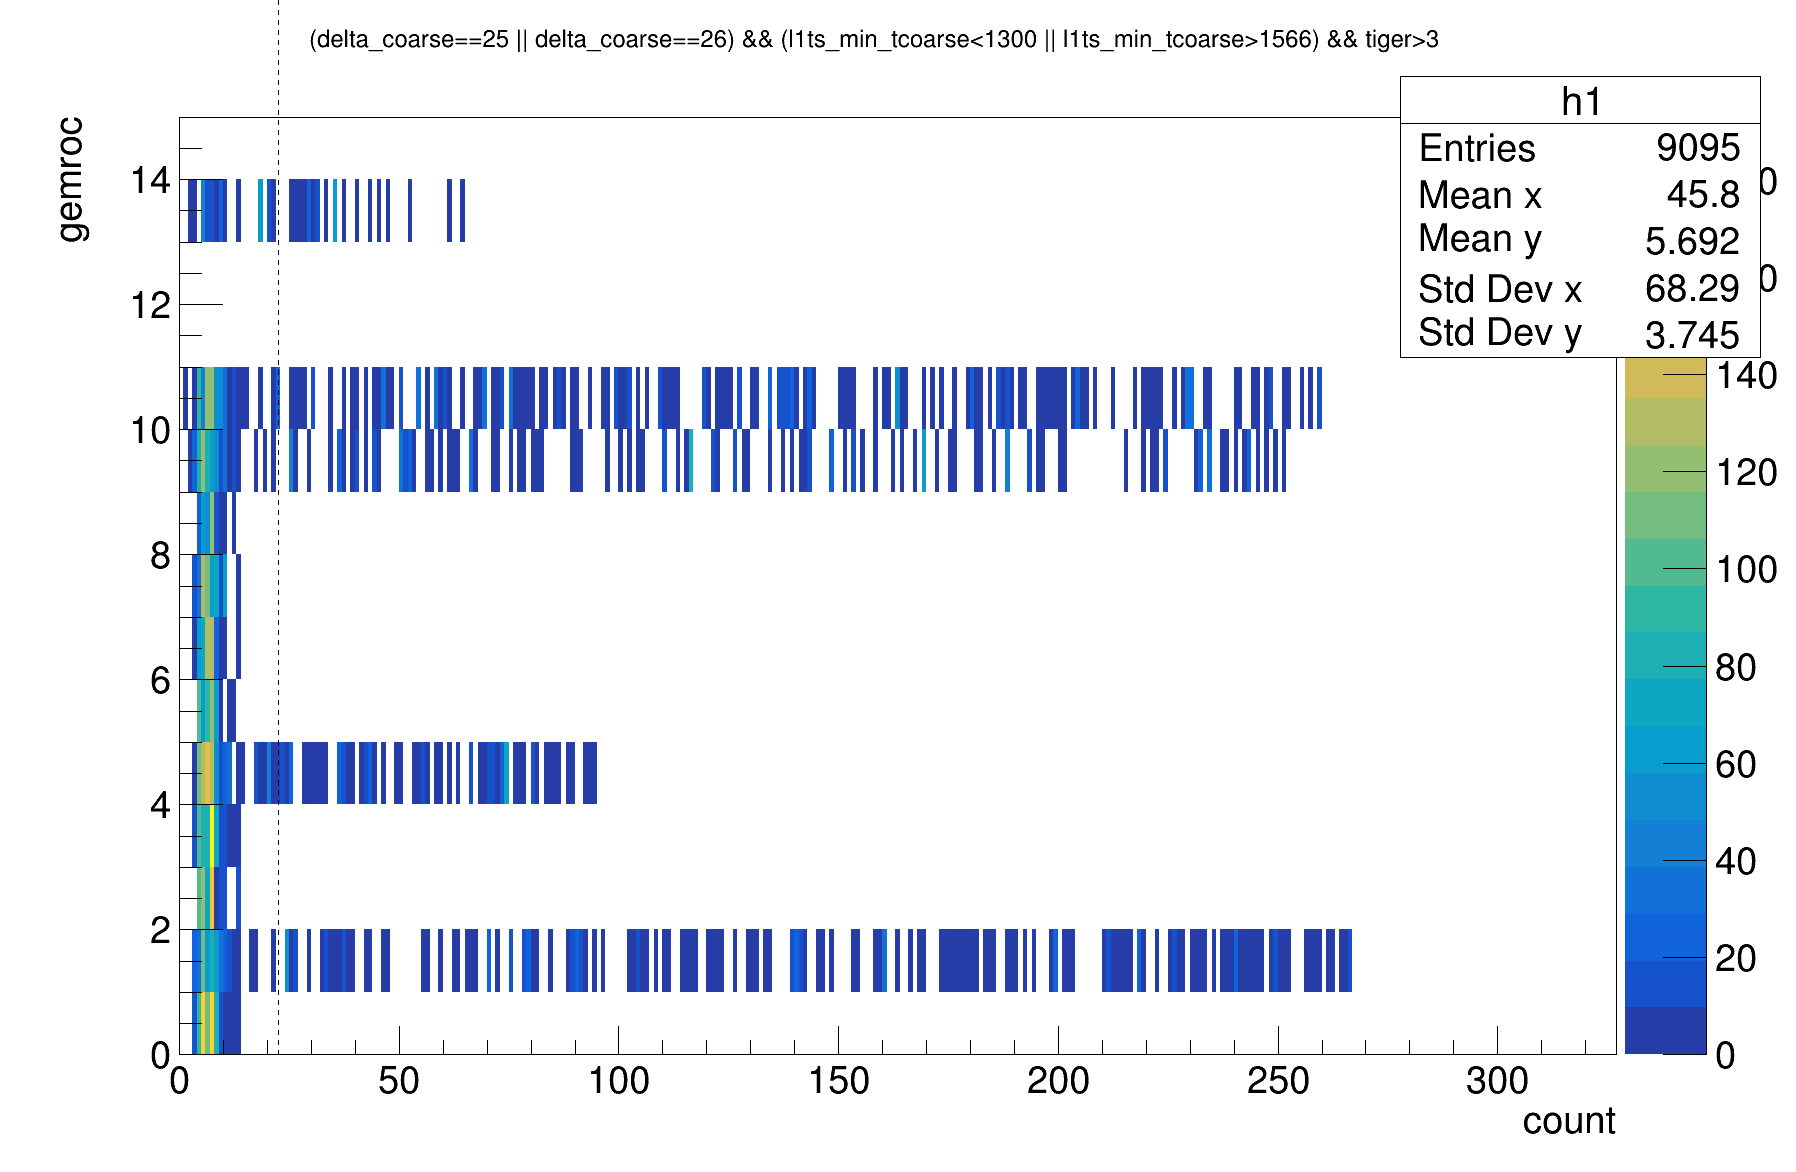 (delta_coarse==25 || delta_coarse==26) && (l1ts_min_tcoarse<1300 || l1ts_min_tcoarse>1566) && tiger>3
h1
Entries 9095
Mean x 45.8
Mean y 5.692
Std Dev x 68.29
Std Dev y 3.745
gemroc
14
12
10
8
6
4
2
0
0 50 100 150 200 250 300
count
0
0
140
120
100
80
60
40
20
0